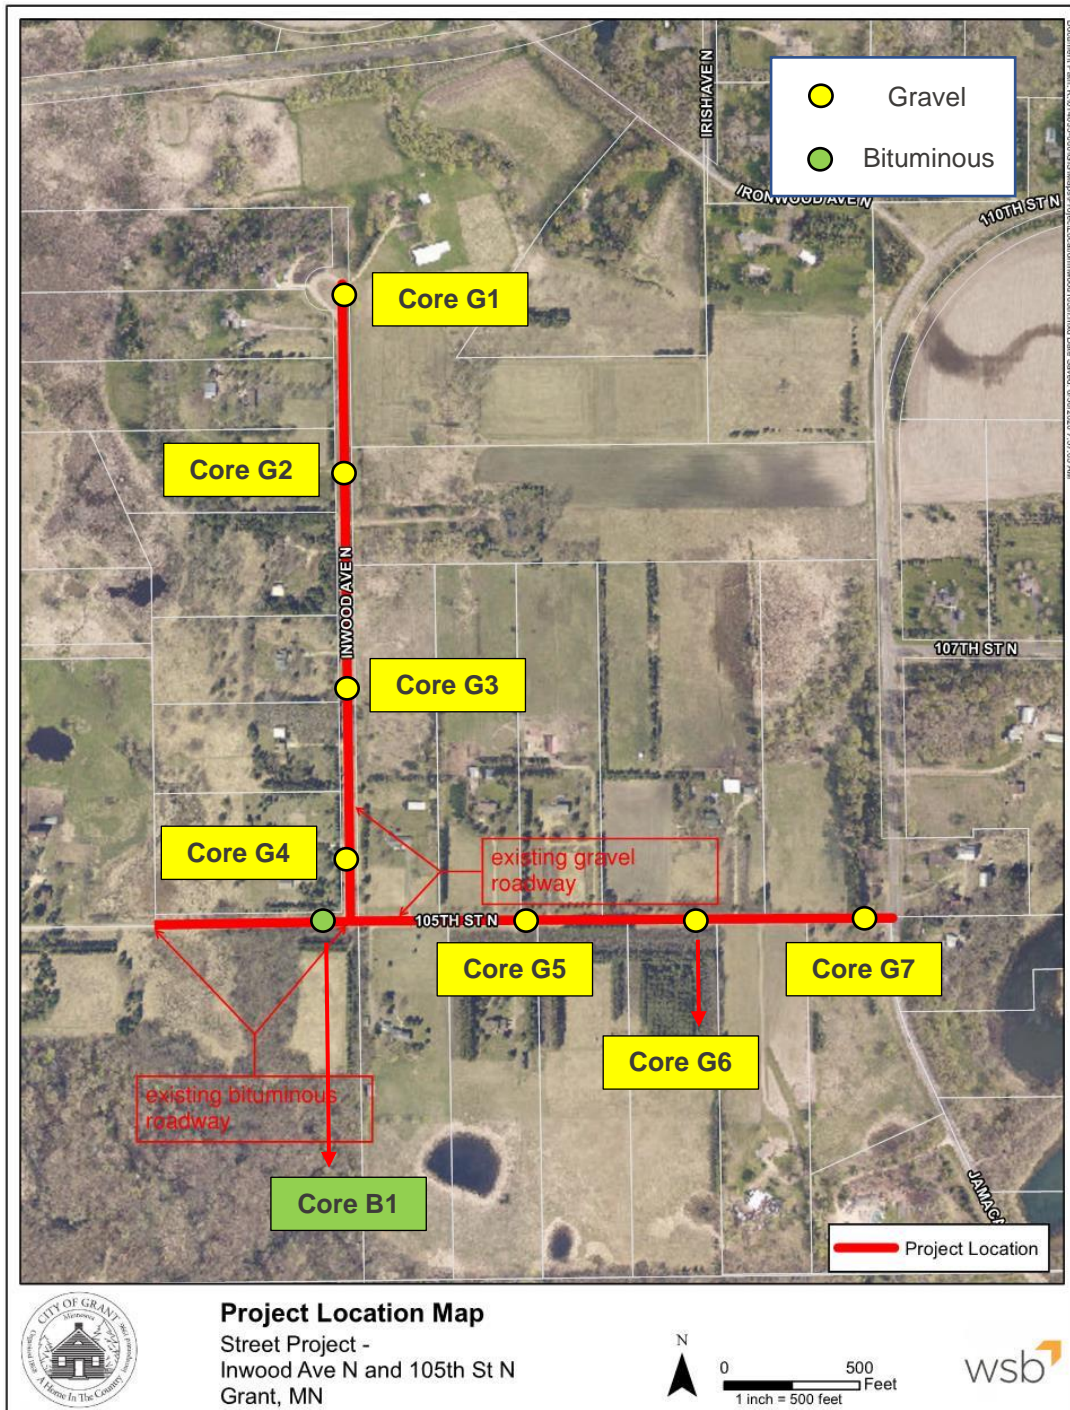 Gravel
Bituminous
IRISH AVE N
IRONWOOD AVE N
110TH ST N
Core G1
Core G2
INWOOD AVE N
107TH ST N
Core G3
Core G4
existing gravel
roadway
105TH ST N
Core G5
Core G7
Core G6
existing bituminous
roadway
Core B1
JAMACA
Project Location
CITY OF GRANT
Minnesota
A Home In The Country
Project Location Map
Street Project -
Inwood Ave N and 105th St N
Grant, MN
N
0 500
Feet
1 inch = 500 feet
wsb